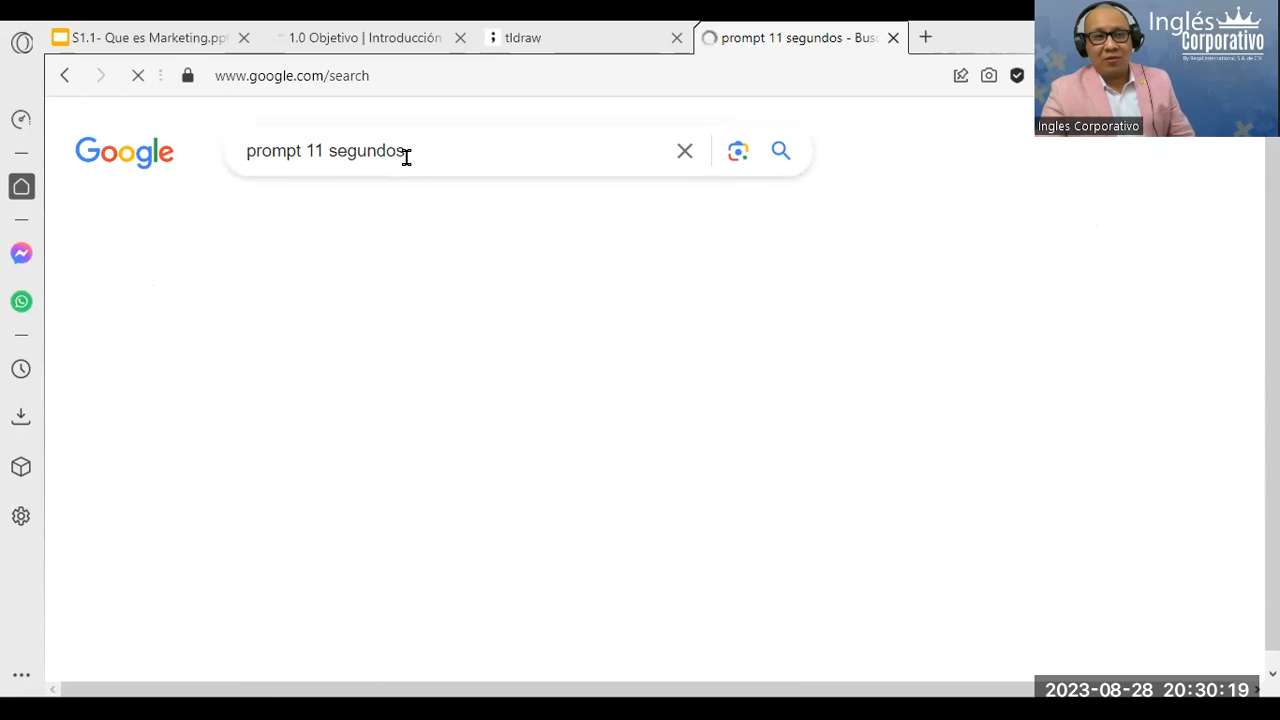 S1.1- Que es Marketing.ppt
1.0 Objetivo | Introducción
tldraw
prompt 11 segundos - Bus
www.google.com/search
Google
prompt 11 segundos
Inglés
Corporativo
Ingles Corporativo
2023-08-28 20:30:19